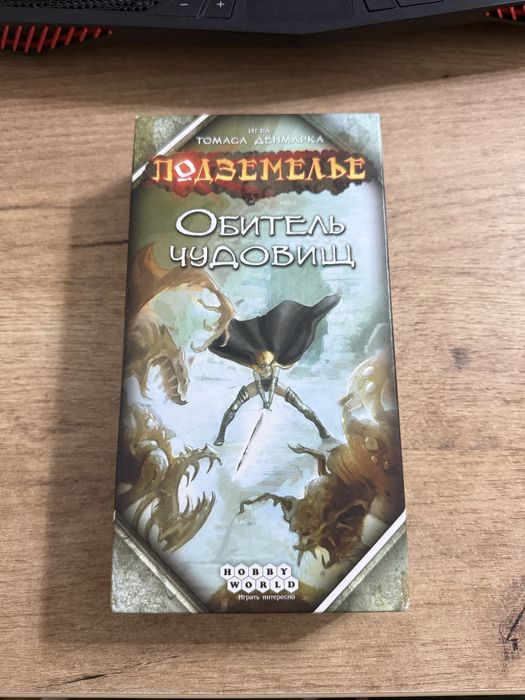 ИГРА
ТОМАСА ДЕНМАРКА
ПОДЗЕМЕЛЬЕ
ОБИТЕЛЬ
ЧУДОВИЩ
HOBBY
WORLD
Играть интересно